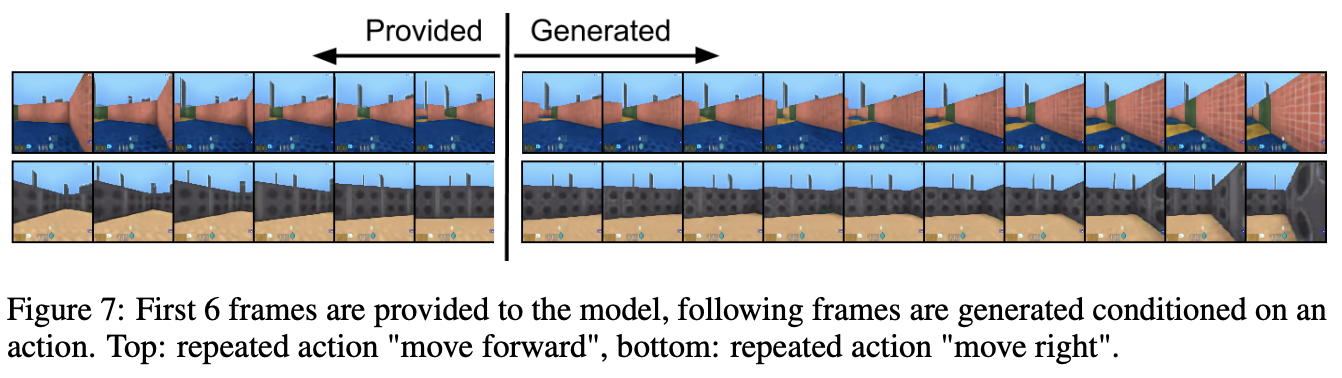 Provided
Generated
Figure 7: First 6 frames are provided to the model, following frames are generated conditioned on an
action. Top: repeated action "move forward", bottom: repeated action "move right".